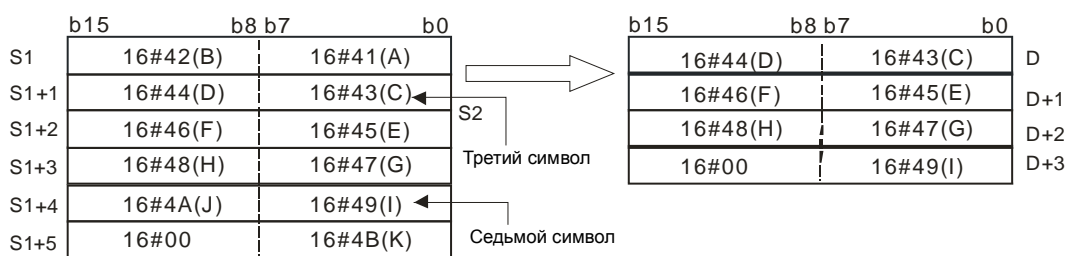 b15 b8 b7 b0
S1 16#42(B) 16#41(A)
S1+1 16#44(D) 16#43(C)
S2
S1+2 16#46(F) 16#45(E)
S1+3 16#48(H) 16#47(G)
Третий символ
S1+4 16#4A(J) 16#49(I)
S1+5 16#00 16#4B(K)
Седьмой символ
b15 b8 b7 b0
16#44(D) 16#43(C) D
16#46(F) 16#45(E) D+1
16#48(H) 16#47(G) D+2
16#00 16#49(I) D+3